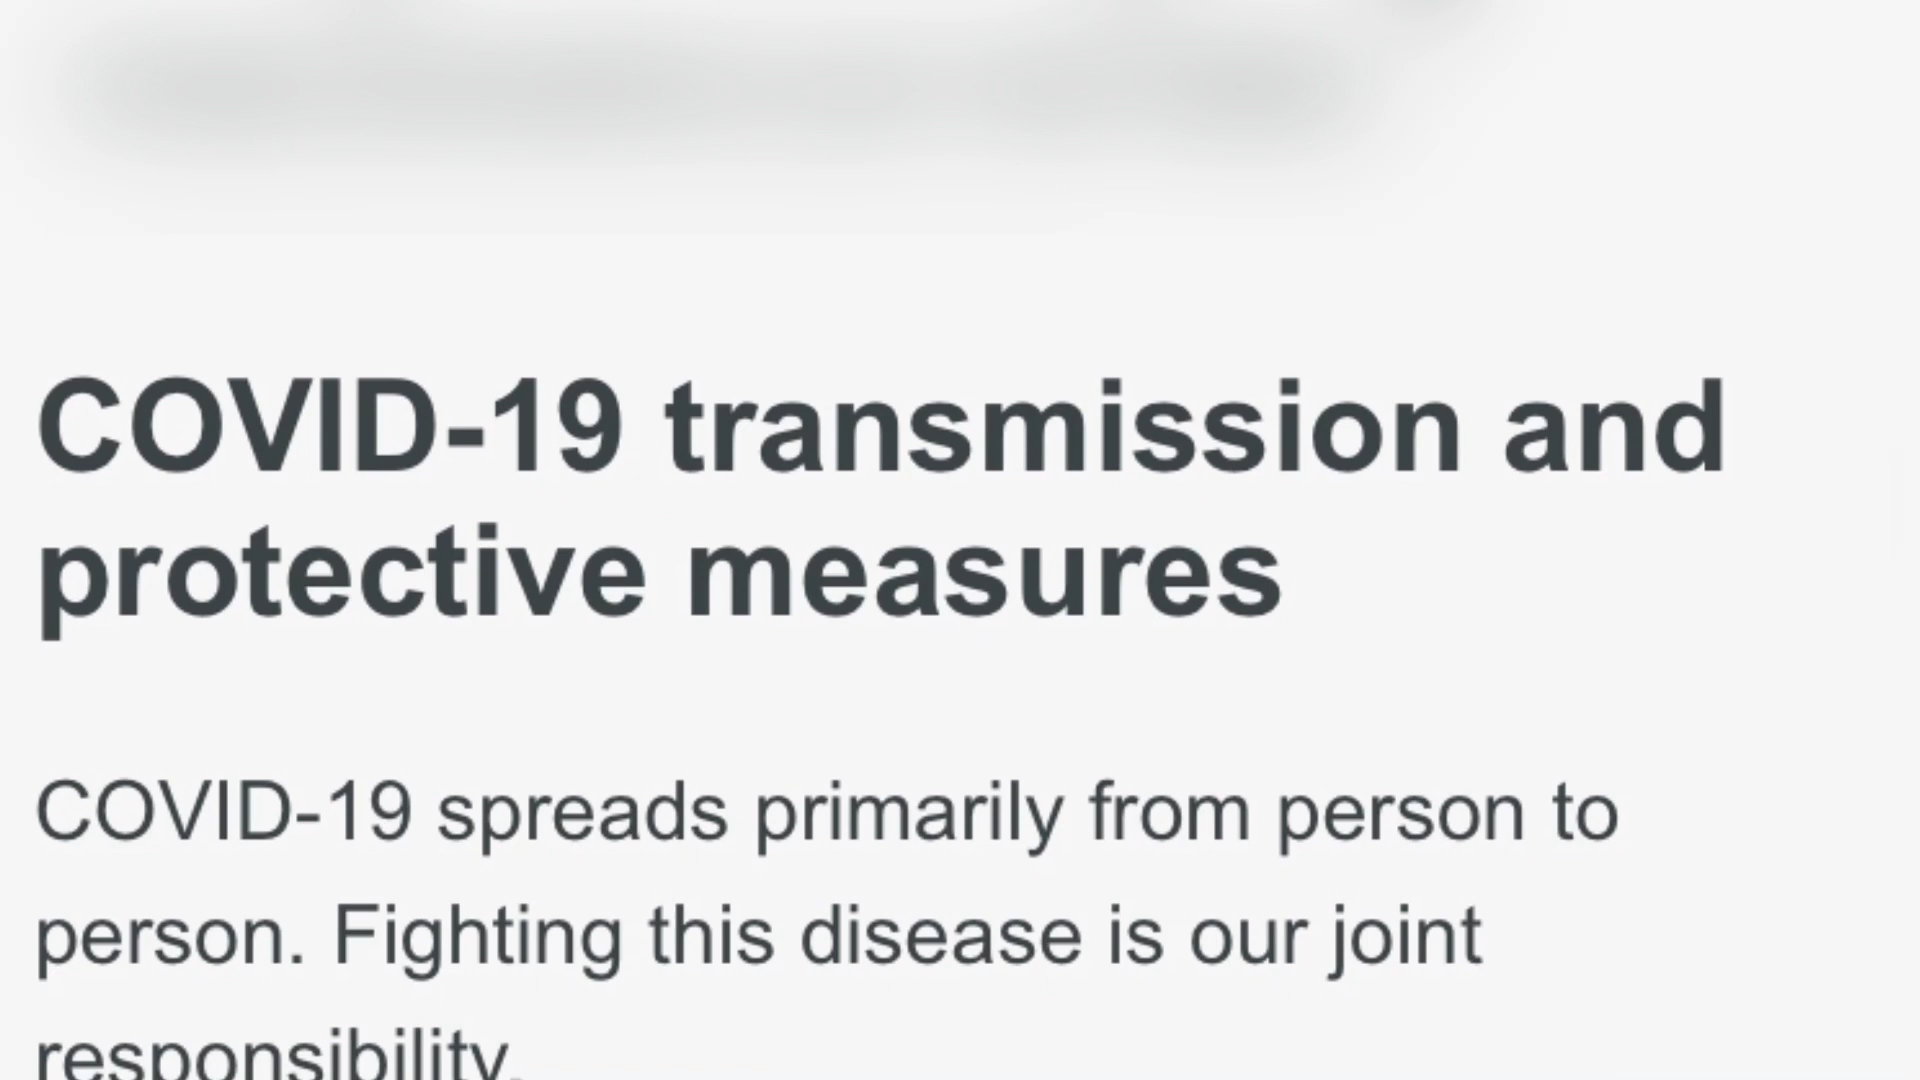 COVID-19 transmission and
protective measures
COVID-19 spreads primarily from person to
person. Fighting this disease is our joint
responsibility.